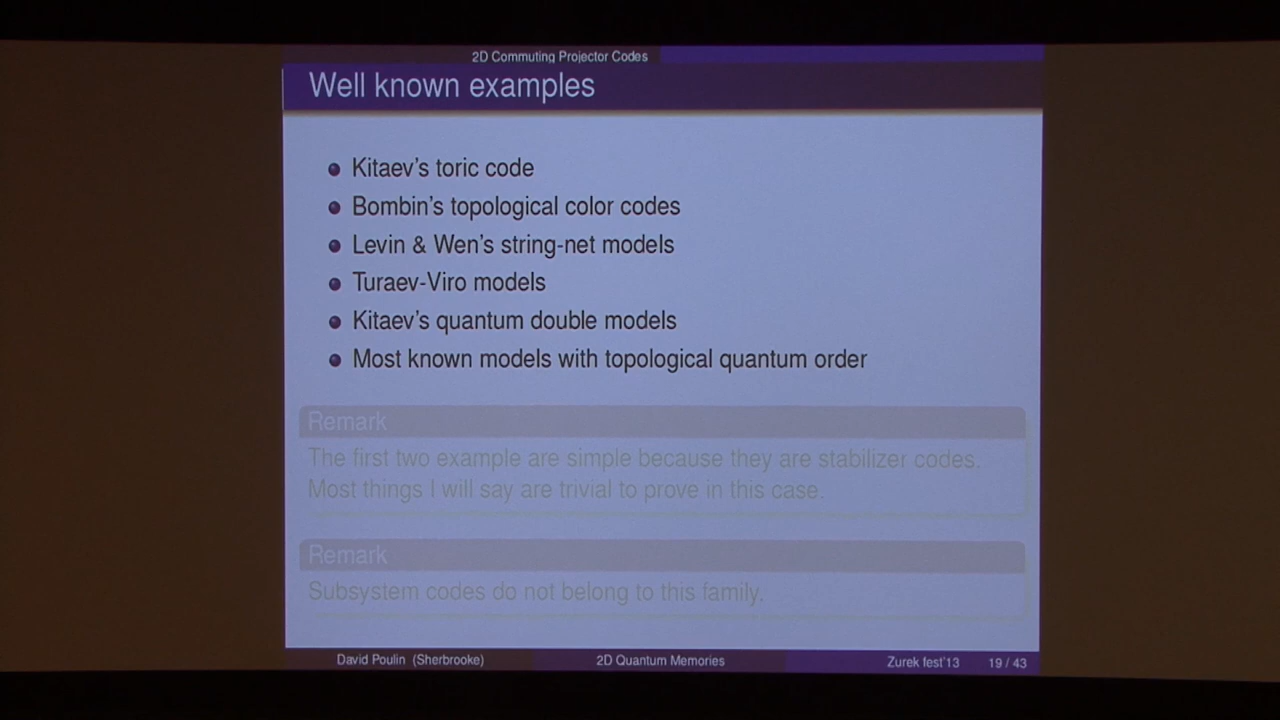 2D Commuting Projector Codes
Well known examples
Kitaev's toric code
Bombin's topological color codes
Levin & Wen's string-net models
Turaev-Viro models
Kitaev's quantum double models
Most known models with topological quantum order
Remark
The first two example are simple because they are stabilizer codes.
Most things I will say are trivial to prove in this case.
Remark
Subsystem codes do not belong to this family.
David Poulin (Sherbrooke) 2D Quantum Memories Zurek fest'13 19 / 43